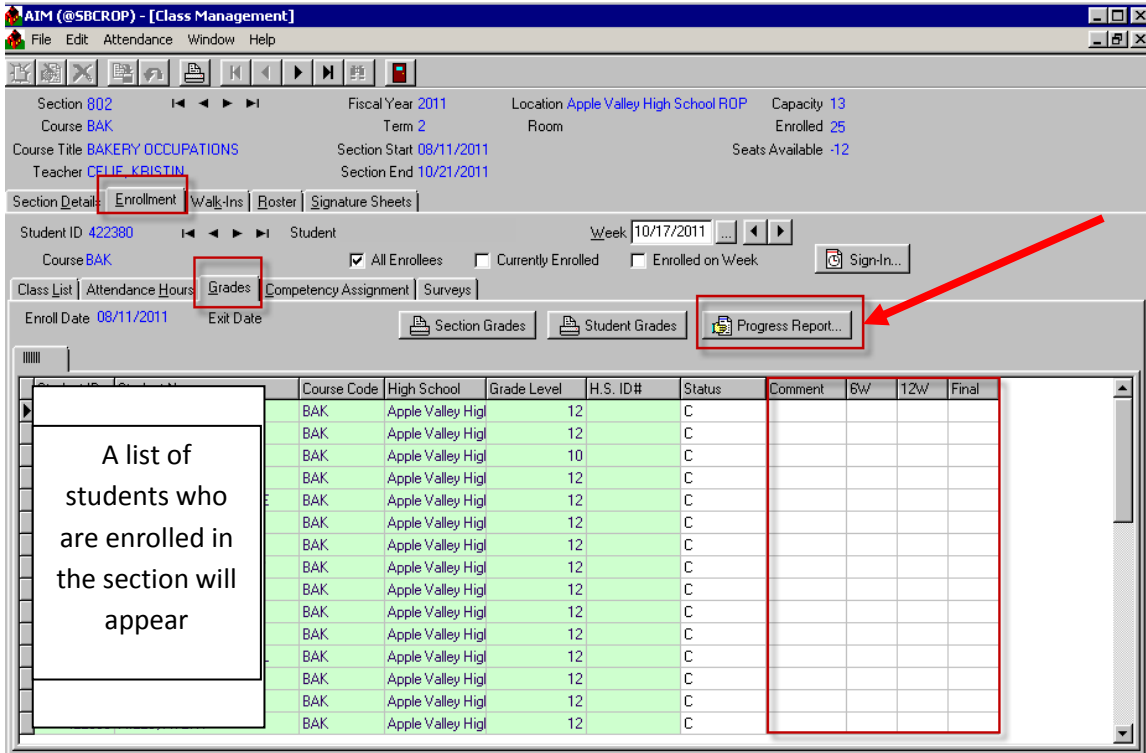 AIM (@SBCROP) - [Class Management]
File Edit Attendance Window Help
Section 802 Fiscal Year 2011 Location Apple Valley High School ROP Capacity 13
Course BAK Term 2 Room Enrolled 25
Course Title BAKERY OCCUPATIONS Section Start 08/11/2011 Seats Available -12
Teacher CELIE, KRISTIN Section End 10/21/2011
Section Details Enrollment Walk-Ins Roster Signature Sheets
Student ID 422380 Student Week 10/17/2011 ...
Course BAK All Enrollees Currently Enrolled Enrolled on Week Sign-In...
Class List Attendance Hours Grades Competency Assignment Surveys
Enroll Date 08/11/2011 Exit Date Section Grades Student Grades Progress Report...
Course Code High School Grade Level H.S. ID# Status Comment 6W 12W Final
BAK Apple Valley Higl 12 C
BAK Apple Valley Higl 12 C
BAK Apple Valley Higl 10 C
BAK Apple Valley Higl 12 C
E BAK Apple Valley Higl 12 C
BAK Apple Valley Higl 12 C
BAK Apple Valley Higl 12 C
BAK Apple Valley Higl 12 C
BAK Apple Valley Higl 12 C
BAK Apple Valley Higl 12 C
BAK Apple Valley Higl 12 C
BAK Apple Valley Higl 12 C
BAK Apple Valley Higl 12 C
BAK Apple Valley Higl 12 C
BAK Apple Valley Higl 12 C
A list of
students who
are enrolled in
the section will
appear